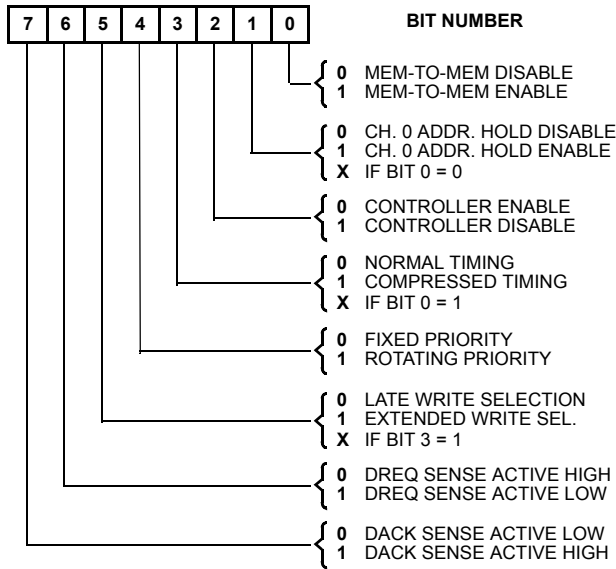 7 6 5 4 3 2 1 0 BIT NUMBER
0 MEM-TO-MEM DISABLE
1 MEM-TO-MEM ENABLE
0 CH. 0 ADDR. HOLD DISABLE
1 CH. 0 ADDR. HOLD ENABLE
X IF BIT 0 = 0
0 CONTROLLER ENABLE
1 CONTROLLER DISABLE
0 NORMAL TIMING
1 COMPRESSED TIMING
X IF BIT 0 = 1
0 FIXED PRIORITY
1 ROTATING PRIORITY
0 LATE WRITE SELECTION
1 EXTENDED WRITE SEL.
X IF BIT 3 = 1
0 DREQ SENSE ACTIVE HIGH
1 DREQ SENSE ACTIVE LOW
0 DACK SENSE ACTIVE LOW
1 DACK SENSE ACTIVE HIGH